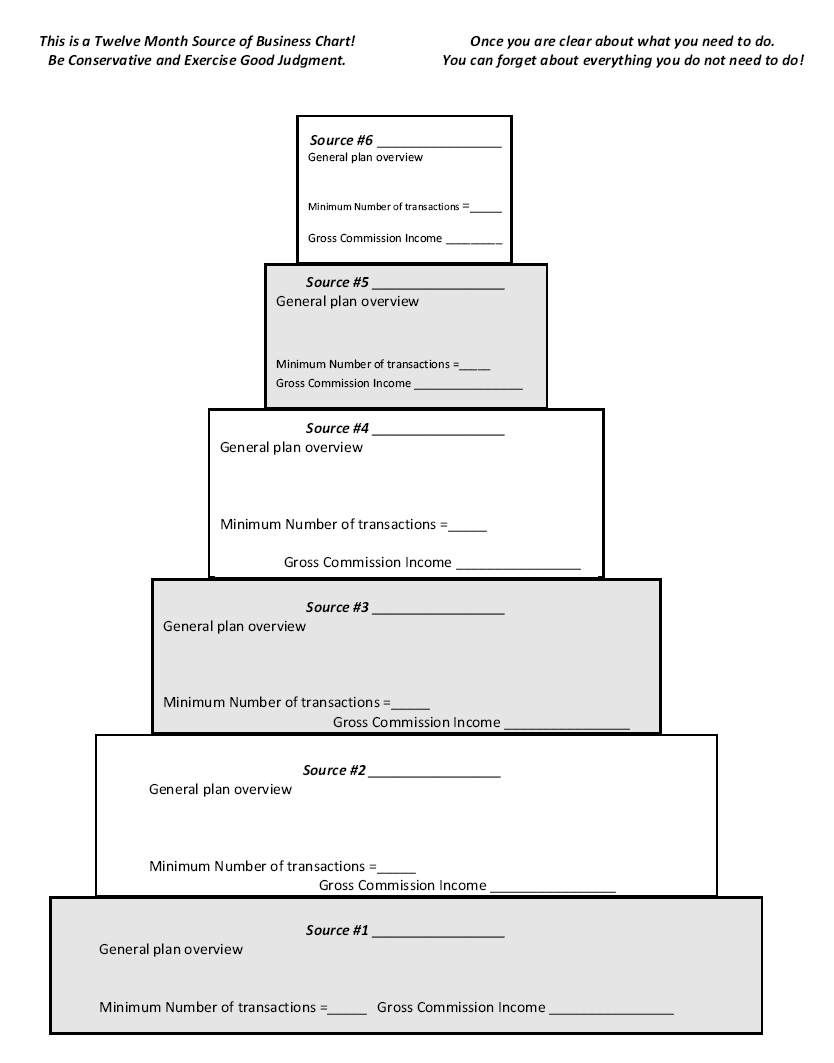 This is a Twelve Month Source of Business Chart!
Be Conservative and Exercise Good Judgment.
Once you are clear about what you need to do.
You can forget about everything you do not need to do!
Source #6 _________________
General plan overview
Minimum Number of transactions =_____
Gross Commission Income _________
Source #5 _________________
General plan overview
Minimum Number of transactions =_____
Gross Commission Income _________________
Source #4 _________________
General plan overview
Minimum Number of transactions =_____
Gross Commission Income ________________
Source #3 _________________
General plan overview
Minimum Number of transactions =_____
Gross Commission Income ________________
Source #2 _________________
General plan overview
Minimum Number of transactions =_____
Gross Commission Income ________________
Source #1 _________________
General plan overview
Minimum Number of transactions =_____ Gross Commission Income ________________